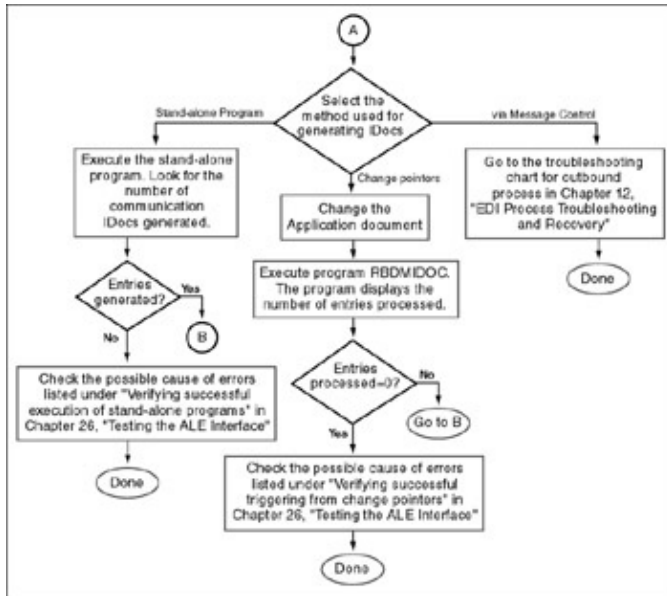 A
Select the
method used for
generating IDocs
Stand-alone Program
via Message Control
Change pointers
Execute the stand-alone
program. Look for the
number of
communication
IDocs generated.
Entries
generated?
Yes
B
No
Check the possible cause of errors
listed under "Verifying successful
execution of stand-alone programs" in
Chapter 26, "Testing the ALE Interface"
Done
Change the
Application document
Execute program RBDMIDOC.
The program displays the
number of entries processed.
Entries
processed=0?
No
Go to B
Yes
Check the possible cause of errors
listed under "Verifying successful
triggering from change pointers" in
Chapter 26, "Testing the ALE Interface"
Done
Go to the troubleshooting
chart for outbound
process in Chapter 12,
"EDI Process Troubleshooting
and Recovery"
Done